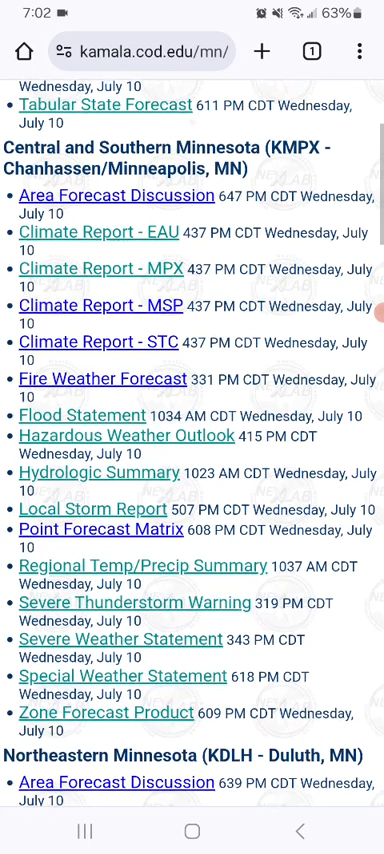 7:02
63%
kamala.cod.edu/mn/
1
Wednesday, July 10
• Tabular State Forecast 611 PM CDT Wednesday,
July 10
Central and Southern Minnesota (KMPX -
Chanhassen/Minneapolis, MN)
• Area Forecast Discussion 647 PM CDT Wednesday,
July 10
• Climate Report - EAU 437 PM CDT Wednesday, July
10
• Climate Report - MPX 437 PM CDT Wednesday, July
10
• Climate Report - MSP 437 PM CDT Wednesday, July
10
• Climate Report - STC 437 PM CDT Wednesday, July
10
• Fire Weather Forecast 331 PM CDT Wednesday, July
10
• Flood Statement 1034 AM CDT Wednesday, July 10
• Hazardous Weather Outlook 415 PM CDT
Wednesday, July 10
• Hydrologic Summary 1023 AM CDT Wednesday, July
10
• Local Storm Report 507 PM CDT Wednesday, July 10
• Point Forecast Matrix 608 PM CDT Wednesday, July
10
• Regional Temp/Precip Summary 1037 AM CDT
Wednesday, July 10
• Severe Thunderstorm Warning 319 PM CDT
Wednesday, July 10
• Severe Weather Statement 343 PM CDT
Wednesday, July 10
• Special Weather Statement 618 PM CDT
Wednesday, July 10
• Zone Forecast Product 609 PM CDT Wednesday,
July 10
Northeastern Minnesota (KDLH - Duluth, MN)
• Area Forecast Discussion 639 PM CDT Wednesday,
July 10